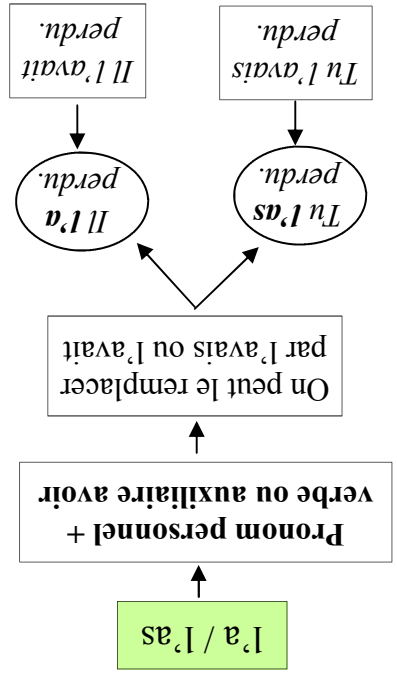 l’a / l’as
Pronom personnel +
verbe ou auxiliaire avoir
On peut le remplacer
par l’avais ou l’avait
Tu l’as
perdu.
Il l’a
perdu.
Tu l’avais
perdu.
Il l’avait
perdu.